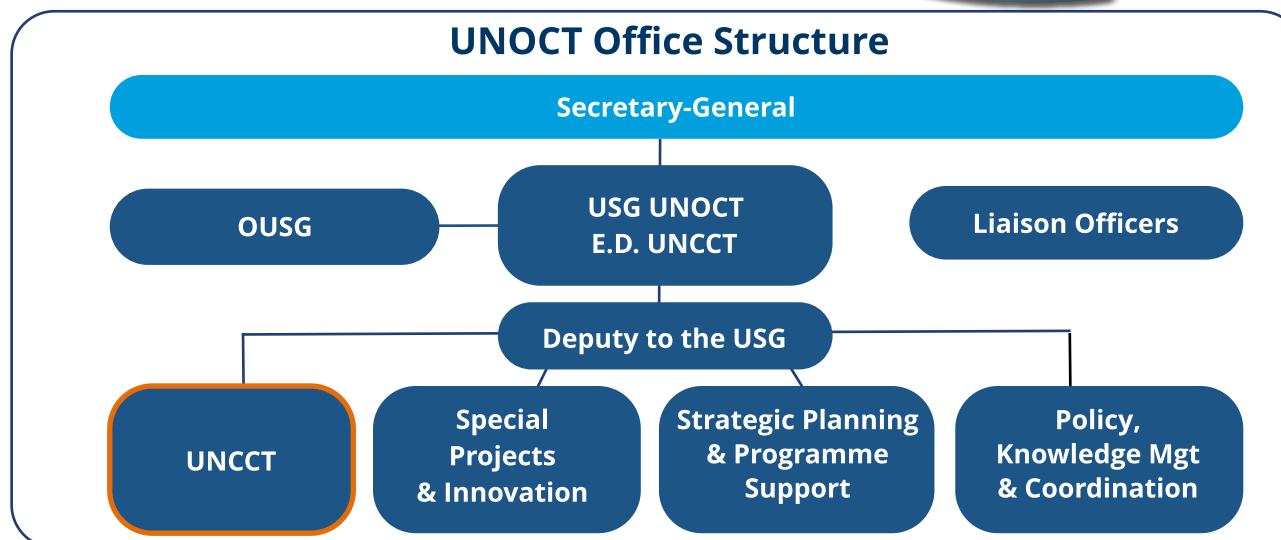 UNOCT Office Structure
Secretary-General
OUSG
USG UNOCT
E.D. UNCCT
Liaison Officers
Deputy to the USG
UNCCT
Special
Projects
& Innovation
Strategic Planning
& Programme
Support
Policy,
Knowledge Mgt
& Coordination